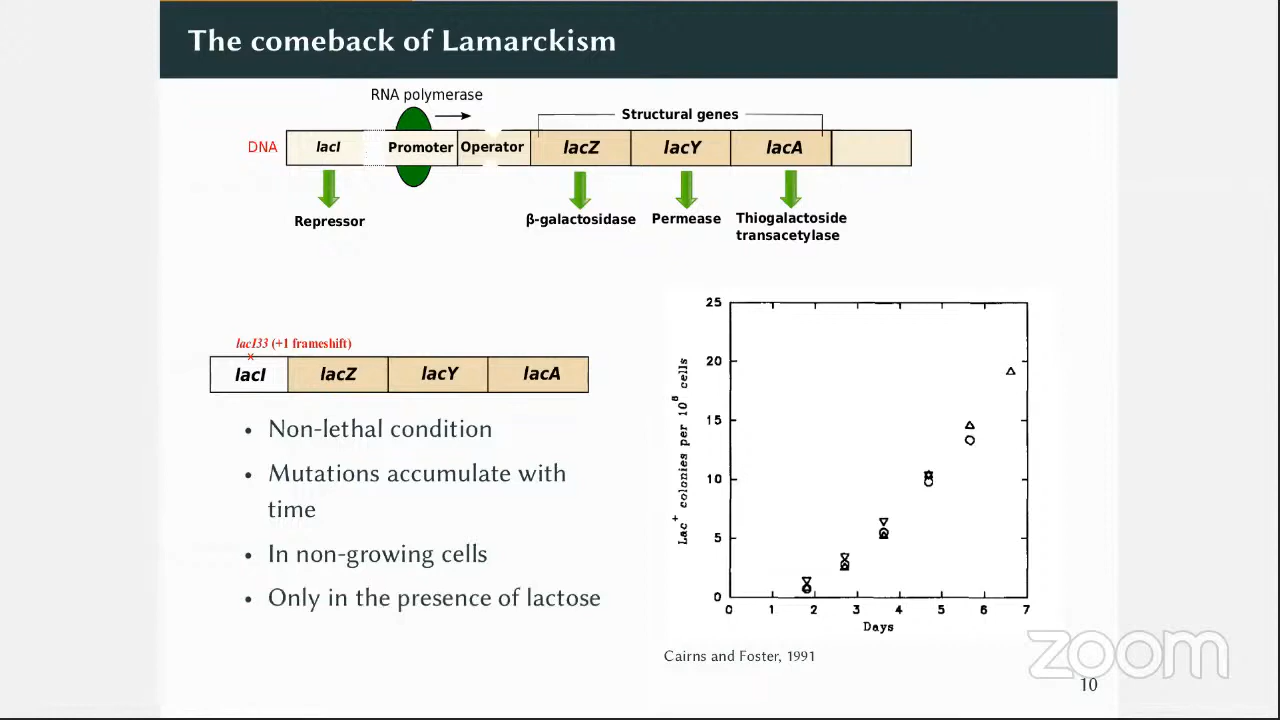 The comeback of Lamarckism
RNA polymerase
Structural genes
DNA lacI Promoter Operator lacZ lacY lacA
Repressor β-galactosidase Permease Thiogalactoside
transacetylase
lacI33 (+1 frameshift)
x
lacI lacZ lacY lacA
• Non-lethal condition
• Mutations accumulate with
time
• In non-growing cells
• Only in the presence of lactose
25
20
15
10
5
0
Lac⁺ colonies per 10⁸ cells
0 1 2 3 4 5 6 7
Days
Cairns and Foster, 1991
zoom
10